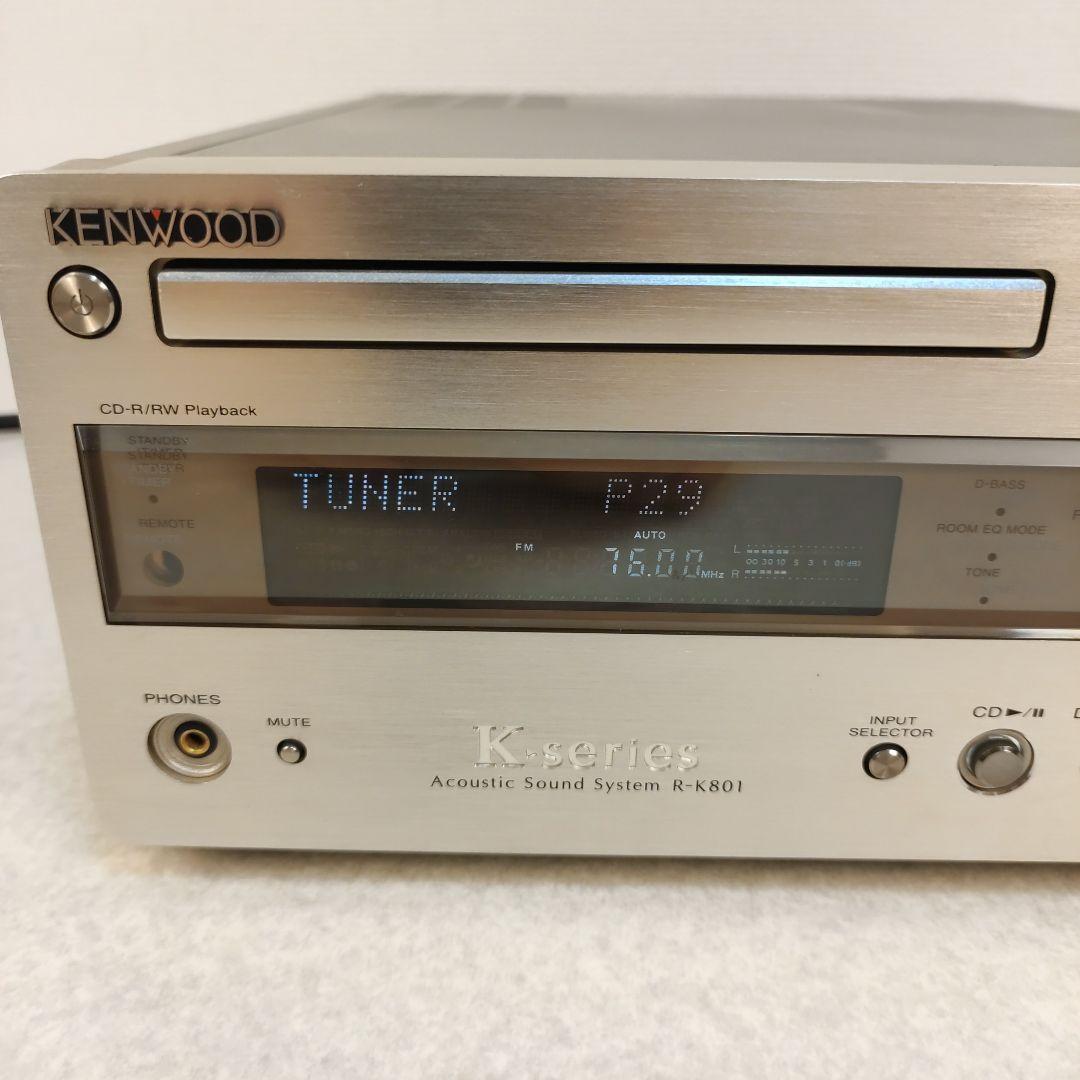 KENWOOD
CD-R/RW Playback
STANDBY
TIMER
REMOTE
TUNER P29
AUTO
FM 76.00 MHz
L
R
D-BASS
ROOM EQ MODE
TONE
PHONES
MUTE
K-series
Acoustic Sound System R-K801
INPUT
SELECTOR
CD►/II